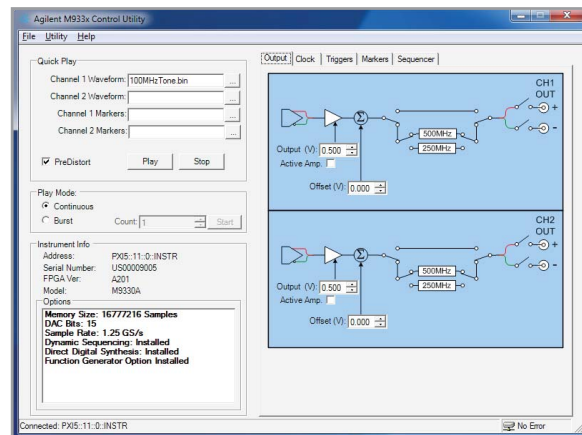 Agilent M933x Control Utility
File Utility Help
Quick Play
Channel 1 Waveform: 100MHzTone.bin ...
Channel 2 Waveform: ...
Channel 1 Markers: ...
Channel 2 Markers: ...
PreDistort Play Stop
Play Mode:
Continuous
Burst Count: 1 Start
Instrument Info
Address: PXI5::11::0::INSTR
Serial Number: US00009005
FPGA Ver: A201
Model: M9330A
Options
Memory Size: 16777216 Samples
DAC Bits: 15
Sample Rate: 1.25 GS/s
Dynamic Sequencing: Installed
Direct Digital Synthesis: Installed
Function Generator Option Installed
Output Clock Triggers Markers Sequencer
CH1
OUT
+
-
Σ
500MHz
250MHz
Output (V): 0.500
Active Amp.
Offset (V): 0.000
CH2
OUT
+
-
Σ
500MHz
250MHz
Output (V): 0.500
Active Amp.
Offset (V): 0.000
Connected: PXI5::11::0::INSTR No Error